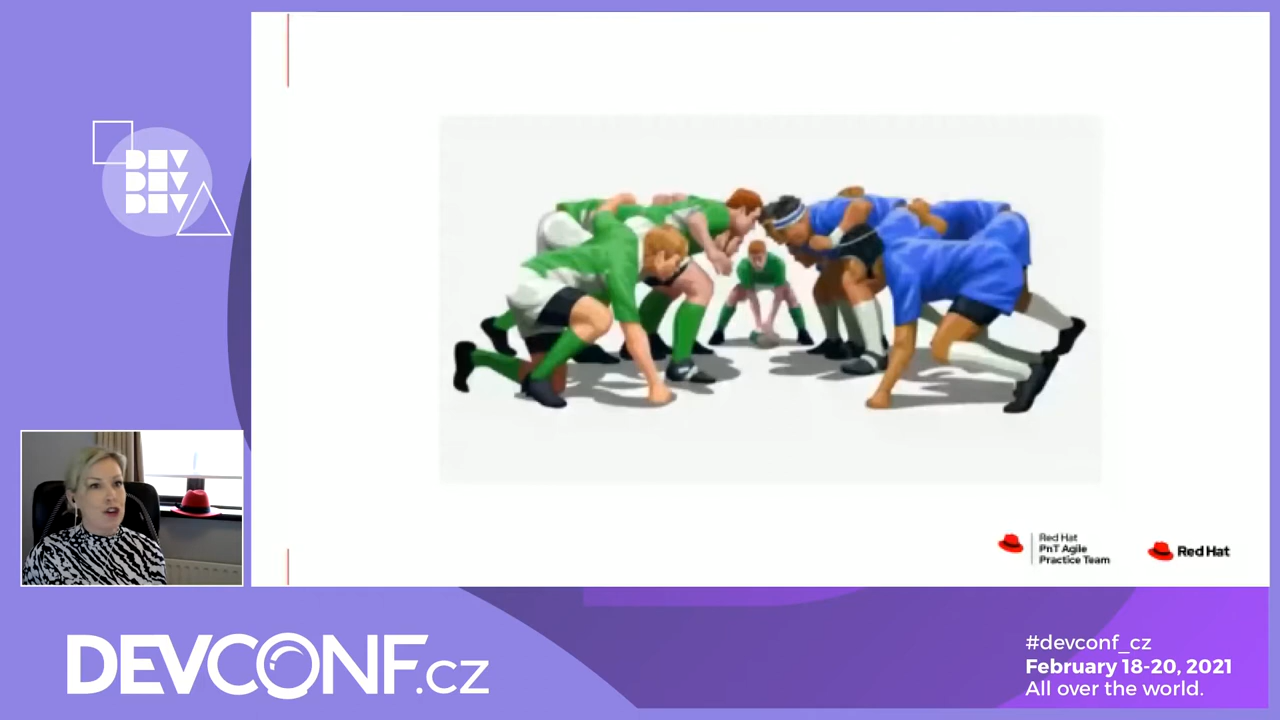 DEV
DEV
DEV
Red Hat
PnT Agile
Practice Team
Red Hat
DEVCONF.cz
#devconf_cz
February 18-20, 2021
All over the world.